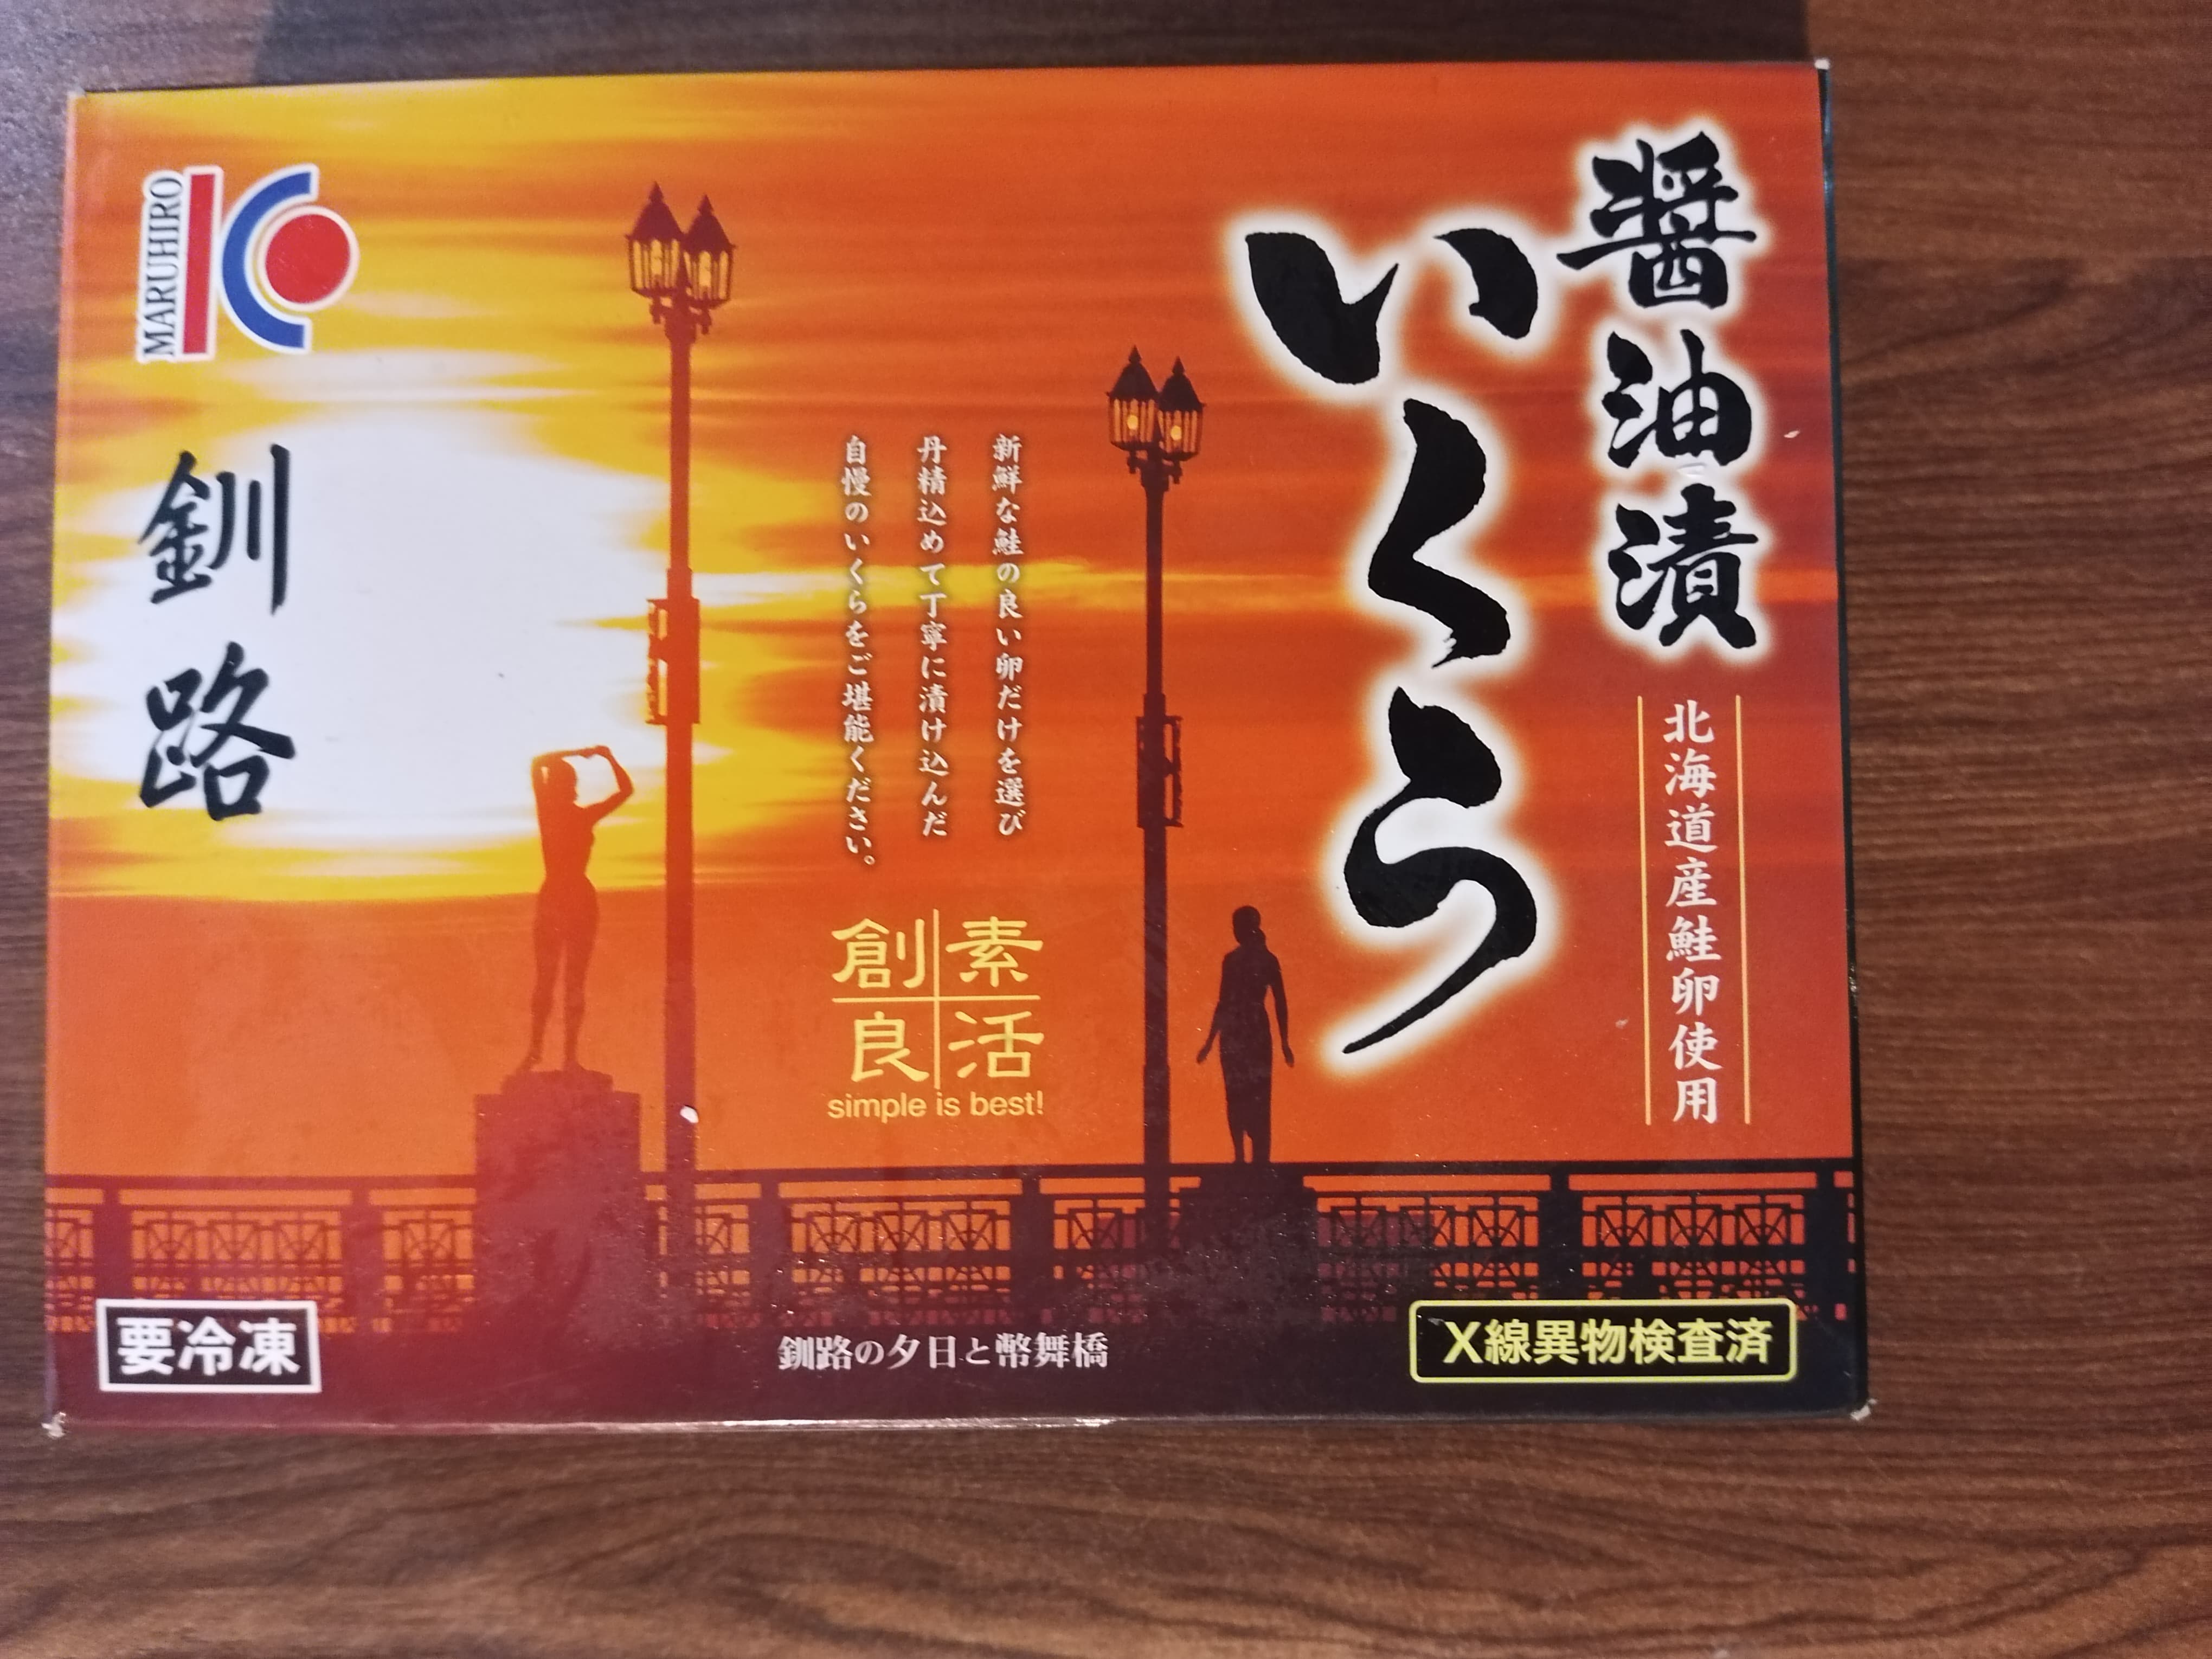 醤油漬
いくら
北海道産鮭卵使用
新鮮な鮭の良い卵だけを選び
丹精込めて丁寧に漬け込んだ
自慢のいくらをご堪能ください。
素活
創良
simple is best!
MARUHIRO
釧路
要冷凍
釧路の夕日と幣舞橋
X線異物検査済